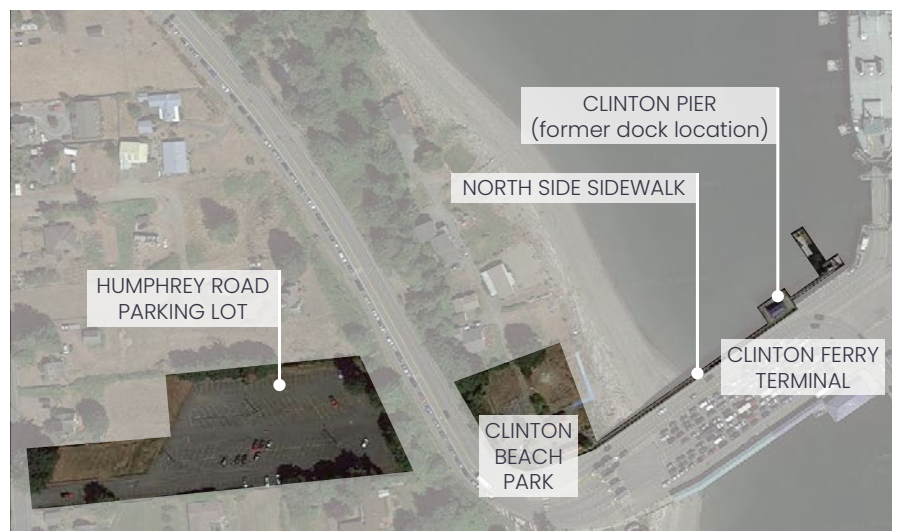 CLINTON PIER
(former dock location)
NORTH SIDE SIDEWALK
HUMPHREY ROAD
PARKING LOT
CLINTON FERRY
TERMINAL
CLINTON
BEACH
PARK